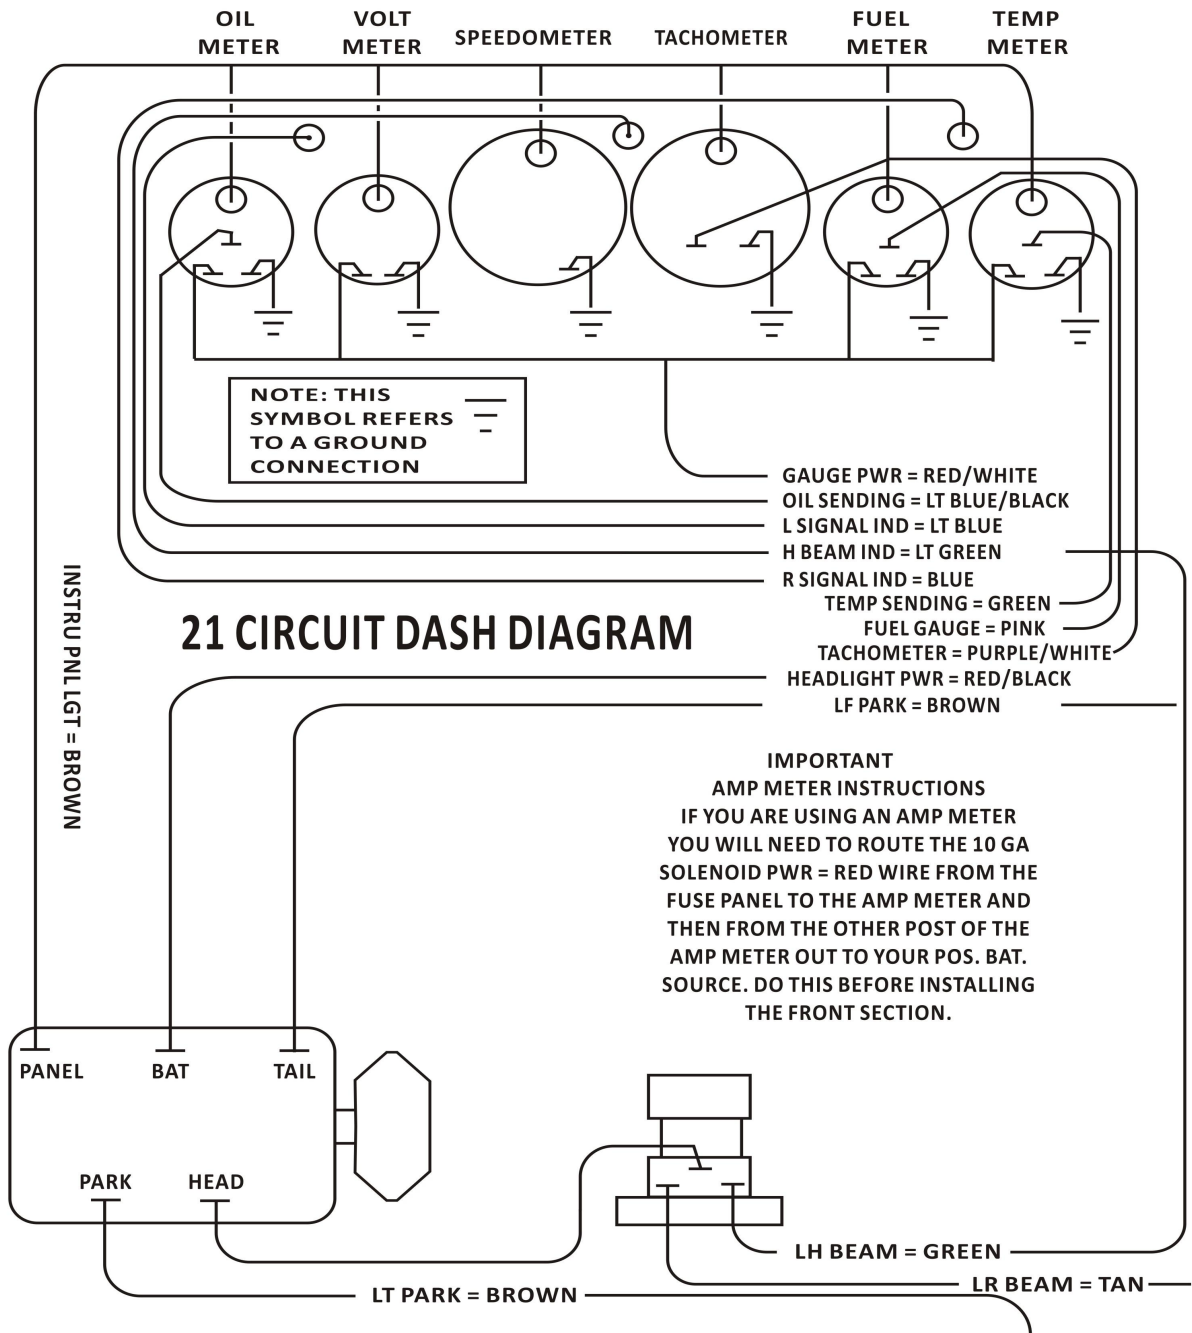 OIL
METER
VOLT
METER
SPEEDOMETER
TACHOMETER
FUEL
METER
TEMP
METER
NOTE: THIS
SYMBOL REFERS
TO A GROUND
CONNECTION
GAUGE PWR = RED/WHITE
OIL SENDING = LT BLUE/BLACK
L SIGNAL IND = LT BLUE
H BEAM IND = LT GREEN
R SIGNAL IND = BLUE
TEMP SENDING = GREEN
FUEL GAUGE = PINK
TACHOMETER = PURPLE/WHITE
HEADLIGHT PWR = RED/BLACK
LF PARK = BROWN
INSTRU PNL LGT = BROWN
21 CIRCUIT DASH DIAGRAM
IMPORTANT
AMP METER INSTRUCTIONS
IF YOU ARE USING AN AMP METER
YOU WILL NEED TO ROUTE THE 10 GA
SOLENOID PWR = RED WIRE FROM THE
FUSE PANEL TO THE AMP METER AND
THEN FROM THE OTHER POST OF THE
AMP METER OUT TO YOUR POS. BAT.
SOURCE. DO THIS BEFORE INSTALLING
THE FRONT SECTION.
PANEL
BAT
TAIL
PARK
HEAD
LH BEAM = GREEN
LR BEAM = TAN
LT PARK = BROWN